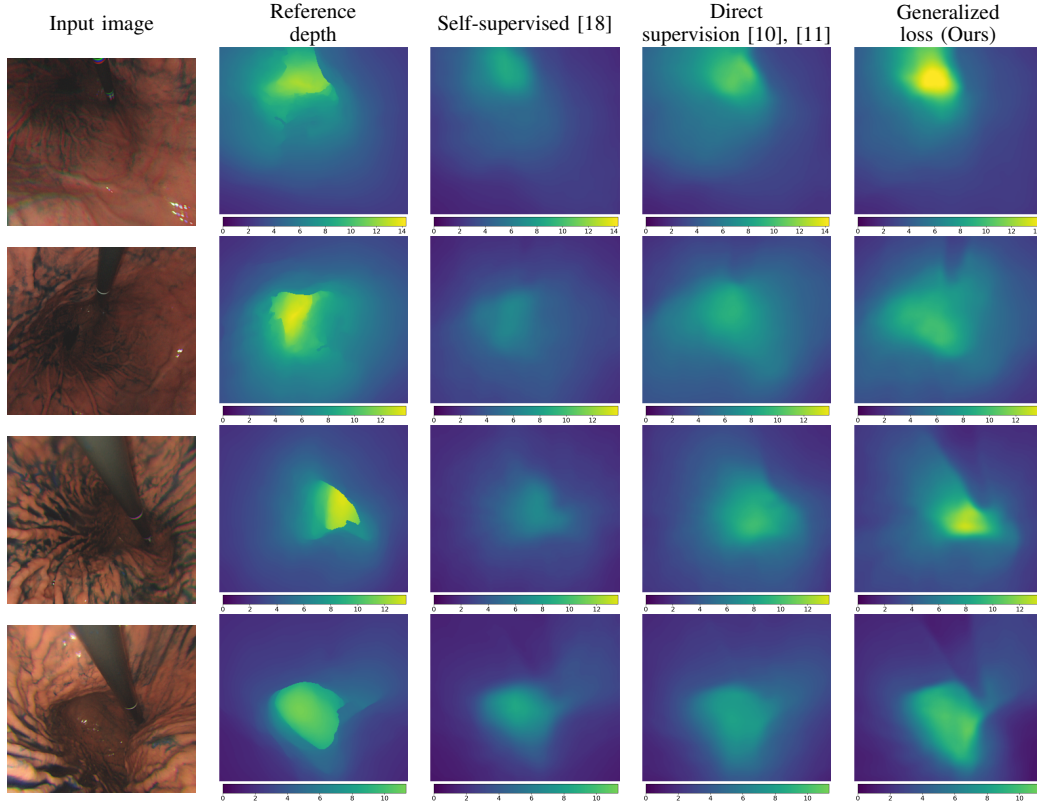 Input image
Reference
depth
Self-supervised [18]
Direct
supervision [10], [11]
Generalized
loss (Ours)
0 2 4 6 8 10 12 14
0 2 4 6 8 10 12 14
0 2 4 6 8 10 12 14
0 2 4 6 8 10 12 14
0 2 4 6 8 10 12
0 2 4 6 8 10 12
0 2 4 6 8 10 12
0 2 4 6 8 10 12
0 2 4 6 8 10 12
0 2 4 6 8 10 12
0 2 4 6 8 10 12
0 2 4 6 8 10 12
0 2 4 6 8 10
0 2 4 6 8 10
0 2 4 6 8 10
0 2 4 6 8 10